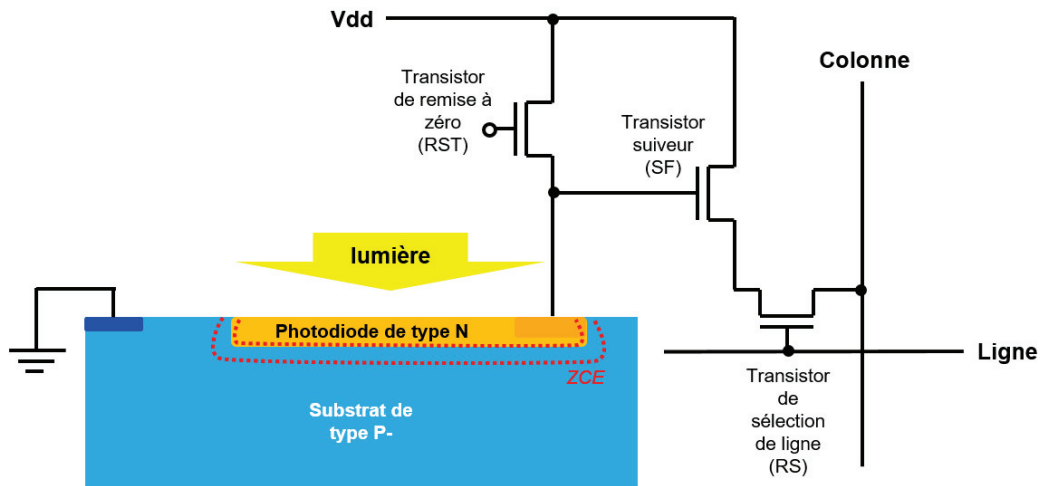 Vdd
Colonne
Transistor
de remise à
zéro
(RST)
Transistor
suiveur
(SF)
lumière
Photodiode de type N
ZCE
Ligne
Substrat de
type P-
Transistor
de
sélection
de ligne
(RS)